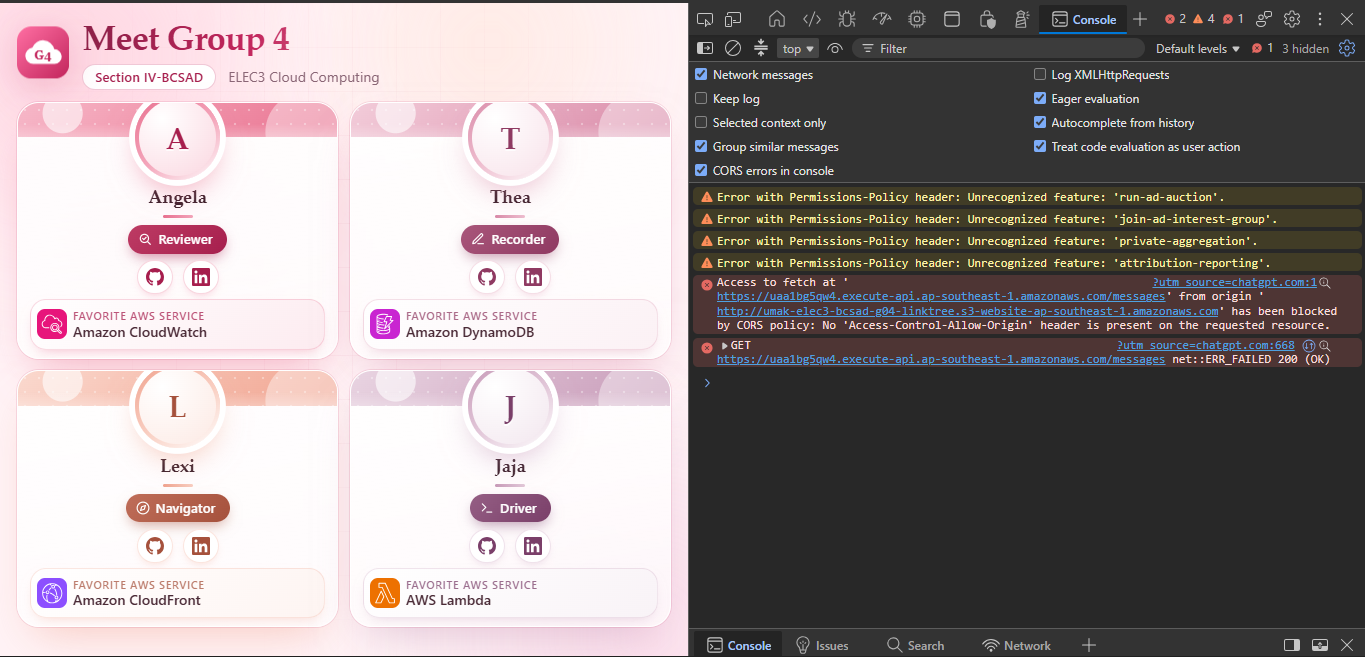 G4
Meet Group 4
Section IV-BCSAD
ELEC3 Cloud Computing
A
Angela
Reviewer
FAVORITE AWS SERVICE
Amazon CloudWatch
T
Thea
Recorder
FAVORITE AWS SERVICE
Amazon DynamoDB
L
Lexi
Navigator
FAVORITE AWS SERVICE
Amazon CloudFront
J
Jaja
Driver
FAVORITE AWS SERVICE
AWS Lambda
Console
2 4 1
top
Filter
Default levels
1
3 hidden
Network messages
Log XMLHttpRequests
Keep log
Eager evaluation
Selected context only
Autocomplete from history
Group similar messages
Treat code evaluation as user action
CORS errors in console
Error with Permissions-Policy header: Unrecognized feature: 'run-ad-auction'.
Error with Permissions-Policy header: Unrecognized feature: 'join-ad-interest-group'.
Error with Permissions-Policy header: Unrecognized feature: 'private-aggregation'.
Error with Permissions-Policy header: Unrecognized feature: 'attribution-reporting'.
Access to fetch at ' ?utm_source=chatgpt.com:1
https://uaa1bg5qw4.execute-api.ap-southeast-1.amazonaws.com/messages' from origin '
http://umak-elec3-bcsad-g04-linktree.s3-website-ap-southeast-1.amazonaws.com' has been blocked
by CORS policy: No 'Access-Control-Allow-Origin' header is present on the requested resource.
GET ?utm_source=chatgpt.com:668
https://uaa1bg5qw4.execute-api.ap-southeast-1.amazonaws.com/messages net::ERR_FAILED 200 (OK)
Console
Issues
Search
Network